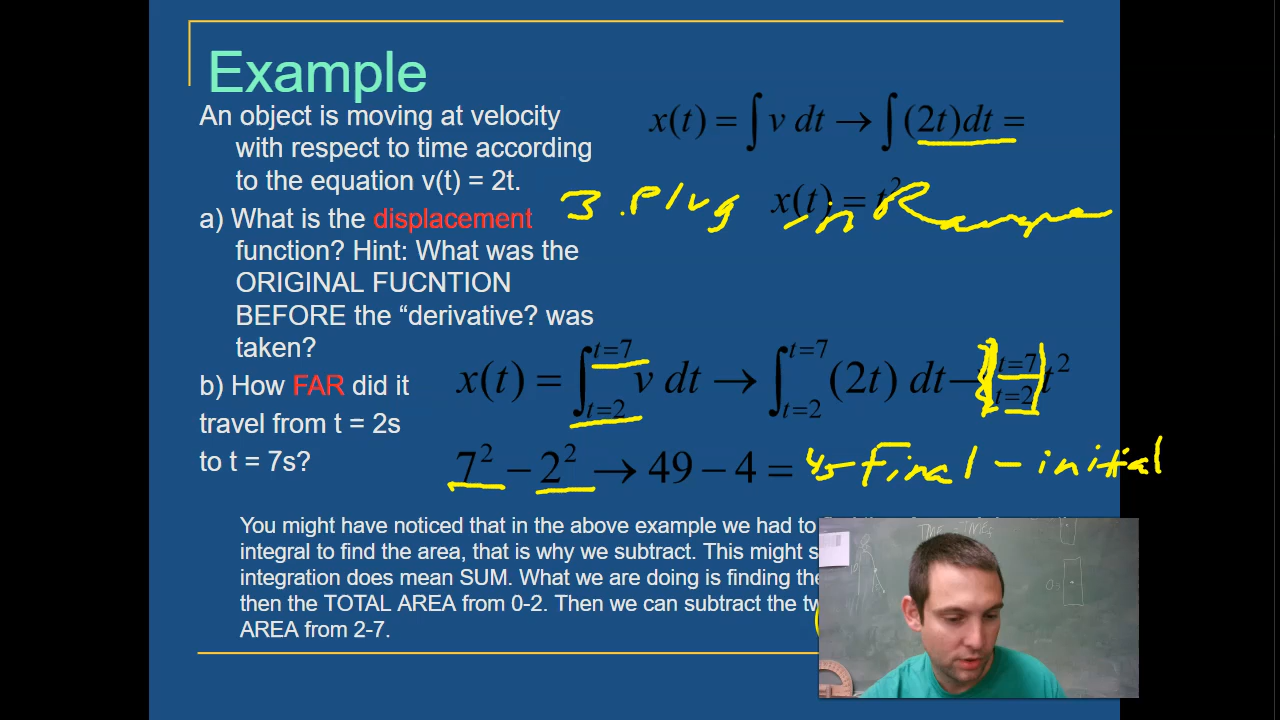 Example
An object is moving at velocity
with respect to time according
to the equation v(t) = 2t.
a) What is the displacement
function? Hint: What was the
ORIGINAL FUCNTION
BEFORE the “derivative? was
taken?
b) How FAR did it
travel from t = 2s
to t = 7s?
x(t) = ∫ v dt → ∫ (2t)dt =
3. Plug in Range
x(t) = t²
x(t) = ∫_{t=2}^{t=7} v dt → ∫_{t=2}^{t=7} (2t) dt → |_{t=2}^{t=7} t²
7² − 2² → 49 − 4 = 45 Final − initial
You might have noticed that in the above example we had to
integral to find the area, that is why we subtract. This might
integration does mean SUM. What we are doing is finding the
then the TOTAL AREA from 0-2. Then we can subtract the
AREA from 2-7.